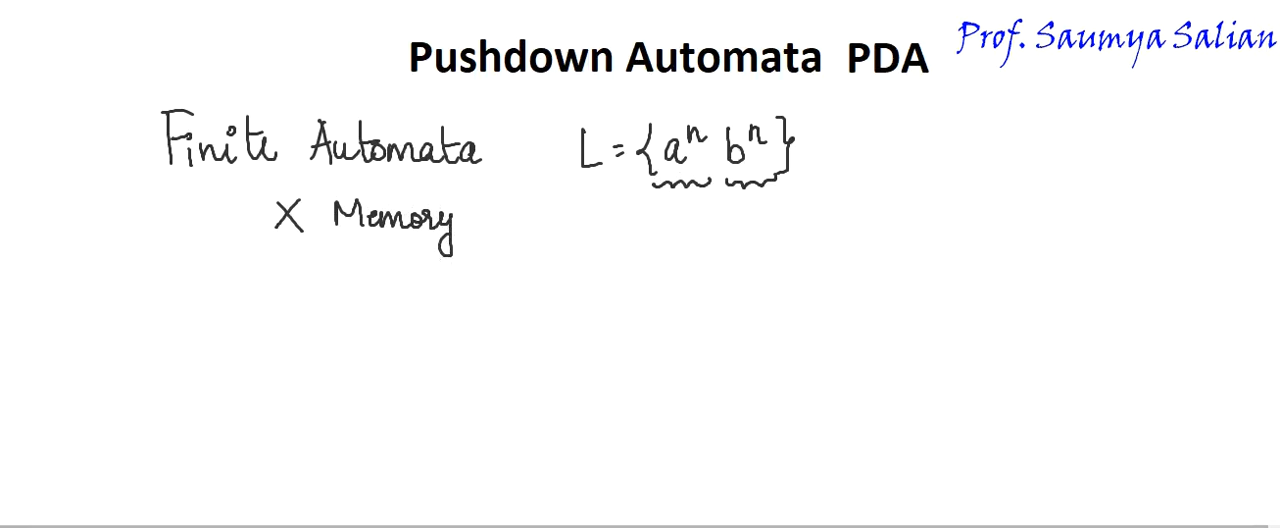 Pushdown Automata PDA
Prof. Saumya Salian
Finite Automata L = {aⁿ bⁿ}
X Memory